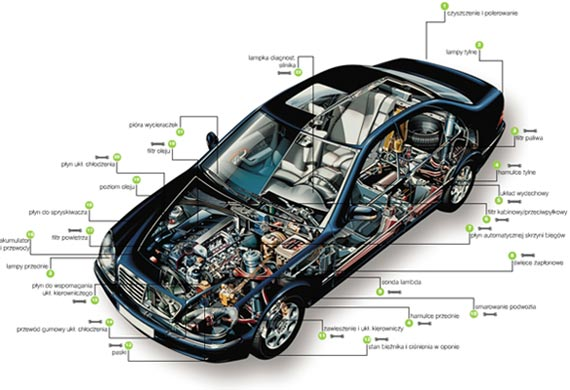 1
czyszczenie i polerowanie
2
lampy tylne
lampka diagnost.
silnika
pióra wycieraczek
filtr oleju
płyn ukł. chłodzenia
poziom oleju
płyn do spryskiwacza
filtr powietrza
akumulator
i przewody
lampy przednie
płyn do wspomagania
ukł. kierowniczego
przewód gumowy ukł. chłodzenia
paski
filtr paliwa
hamulce tylne
układ wydechowy
filtr kabinowy/przeciwpyłkowy
płyn automatycznej skrzyni biegów
świece zapłonowe
sonda lambda
smarowanie podwozia
hamulce przednie
zawieszenie i ukł. kierowniczy
stan bieżnika i ciśnienia w oponie